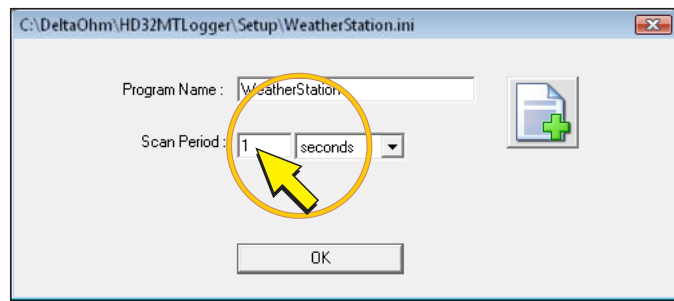 C:\DeltaOhm\HD32MTLogger\Setup\WeatherStation.ini
Program Name : WeatherStation
Scan Period : 1 seconds
OK